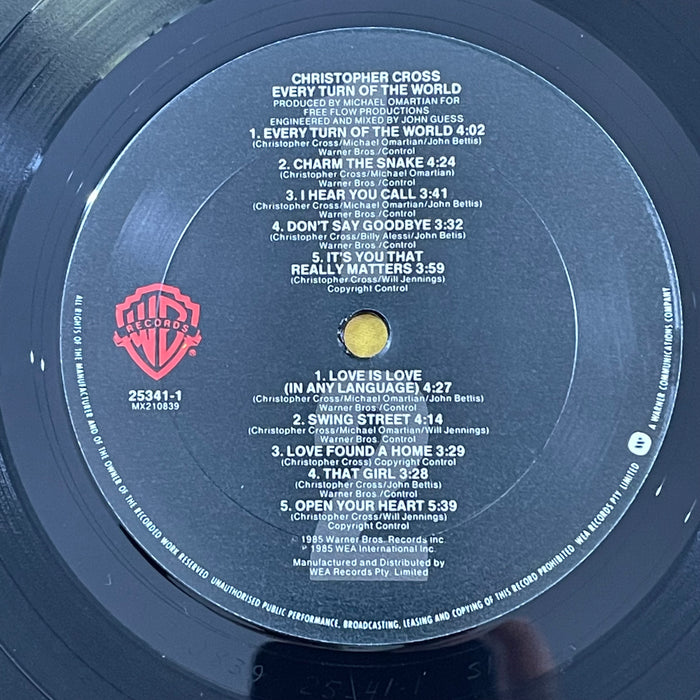 CHRISTOPHER CROSS
EVERY TURN OF THE WORLD
PRODUCED BY MICHAEL OMARTIAN FOR
FREE FLOW PRODUCTIONS
ENGINEERED AND MIXED BY JOHN GUESS
1. EVERY TURN OF THE WORLD 4:02
(Christopher Cross/Michael Omartian/John Bettis)
Warner Bros./Control
2. CHARM THE SNAKE 4:24
(Christopher Cross/Michael Omartian)
Warner Bros./Control
3. I HEAR YOU CALL 3:41
(Christopher Cross/Michael Omartian/John Bettis)
Warner Bros./Control
4. DON'T SAY GOODBYE 3:32
(Christopher Cross/Billy Alessi/John Betis)
Warner Bros./Control
5. IT'S YOU THAT
REALLY MATTERS 3:59
(Christopher Cross/Will Jennings)
Copyright Control
WB
RECORDS
®
25341-1
MX210839
1. LOVE IS LOVE
(IN ANY LANGUAGE) 4:27
(Christopher Cross/Michael Omartian/John Bettis)
Warner Bros./Control
2. SWING STREET 4:14
(Christopher Cross/Michael Omartian/Will Jennings)
Warner Bros. Control
3. LOVE FOUND A HOME 3:29
(Christopher Cross) Copyright Control
4. THAT GIRL 3:28
(Christopher Cross/John Bettis)
Warner Bros./Control
5. OPEN YOUR HEART 5:39
(Christopher Cross/Will Jennings)
Copyright Control
© 1985 Warner Bros. Records Inc.
℗ 1985 WEA International Inc.
Manufactured and Distributed by
WEA Records Pty. Limited
ALL RIGHTS OF THE MANUFACTURER AND OF THE OWNER OF THE RECORDED WORK RESERVED UNAUTHORISED PUBLIC PERFORMANCE, BROADCASTING, LEASING AND COPYING OF THIS RECORD PROHIBITED WEA RECORDS PTY. LIMITED
A WARNER COMMUNICATIONS COMPANY